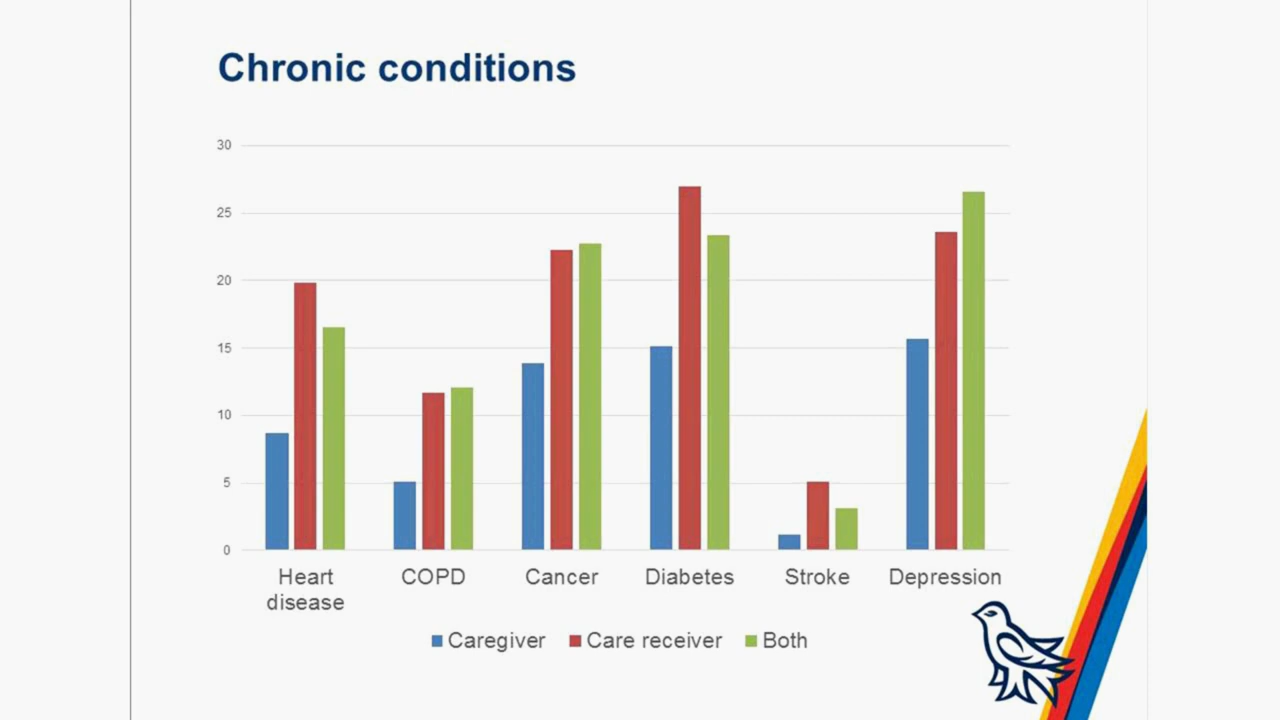 Chronic conditions
30
25
20
15
10
5
0
Heart disease
COPD
Cancer
Diabetes
Stroke
Depression
Caregiver
Care receiver
Both